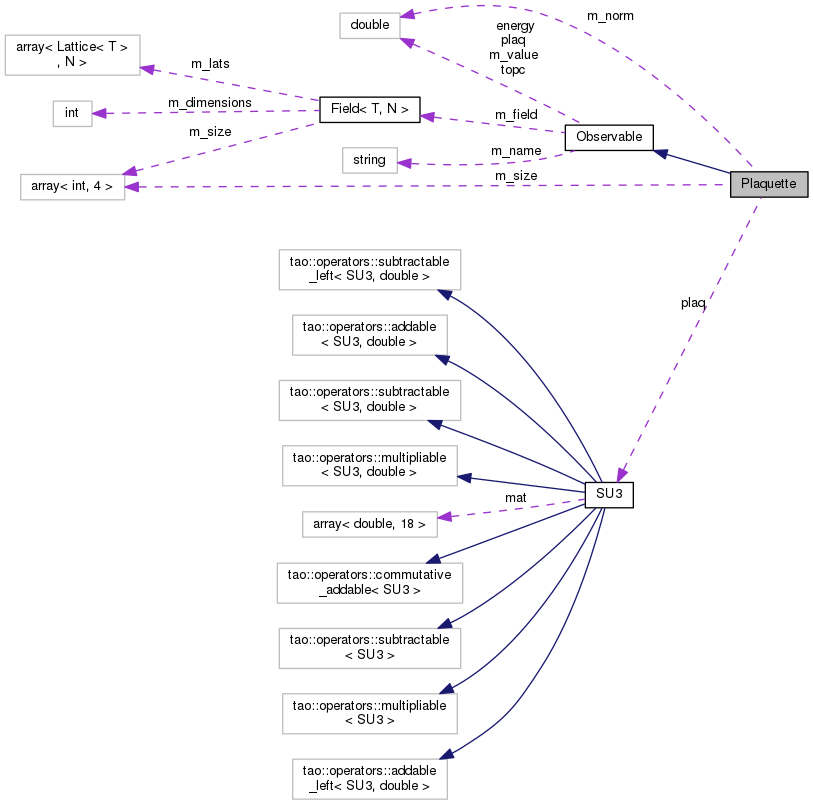 double
m_norm
energy
plaq
m_value
topc
array< Lattice< T >
, N >
m_lats
int
m_dimensions
Field< T, N >
m_field
Observable
m_size
string
m_name
array< int, 4 >
m_size
Plaquette
tao::operators::subtractable
_left< SU3, double >
plaq
tao::operators::addable
< SU3, double >
tao::operators::subtractable
< SU3, double >
tao::operators::multipliable
< SU3, double >
SU3
mat
array< double, 18 >
tao::operators::commutative
_addable< SU3 >
tao::operators::subtractable
< SU3 >
tao::operators::multipliable
< SU3 >
tao::operators::addable
_left< SU3, double >